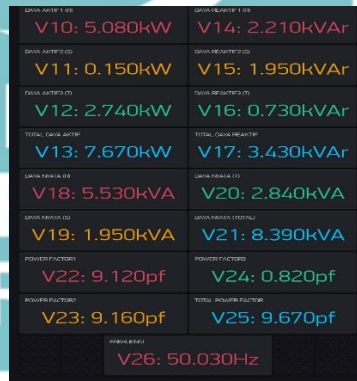 DAYA AKTIF1 (R)
DAYA REAKTIF1 (R)
V10: 5.080kW
V14: 2.210kVAr
DAYA AKTIF2 (S)
DAYA REAKTIF2 (S)
V11: 0.150kW
V15: 1.950kVAr
DAYA AKTIF3 (T)
DAYA REAKTIF3 (T)
V12: 2.740kW
V16: 0.730kVAr
TOTAL DAYA AKTIF
TOTAL DAYA REAKTIF
V13: 7.670kW
V17: 3.430kVAr
DAYA NYATA (R)
DAYA NYATA (T)
V18: 5.530kVA
V20: 2.840kVA
DAYA NYATA (S)
DAYA NYATA (TOTAL)
V19: 1.950kVA
V21: 8.390kVA
POWER FACTOR1
POWER FACTOR3
V22: 9.120pf
V24: 0.820pf
POWER FACTOR2
TOTAL POWER FACTOR
V23: 9.160pf
V25: 9.670pf
FREKUENSI
V26: 50.030Hz